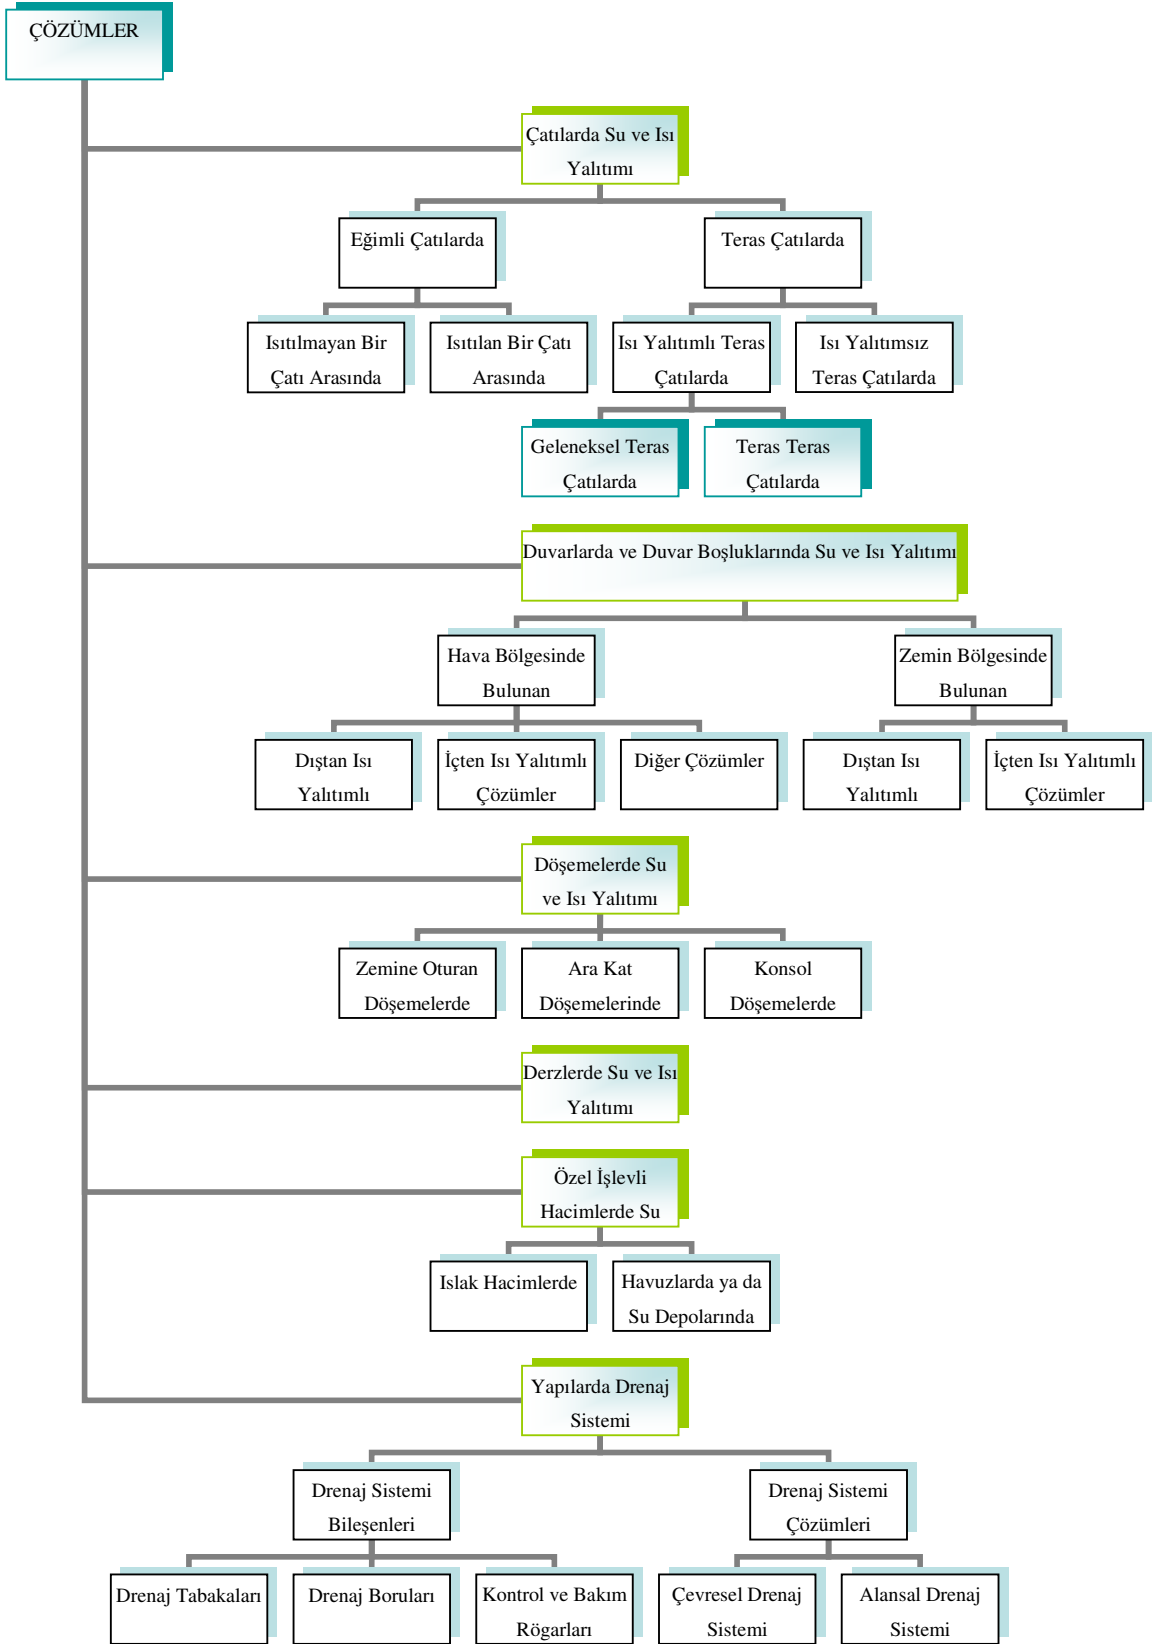 ÇÖZÜMLER
Çatılarda Su ve Isı
Yalıtımı
Eğimli Çatılarda
Teras Çatılarda
Isıtılmayan Bir
Çatı Arasında
Isıtılan Bir Çatı
Arasında
Isı Yalıtımlı Teras
Çatılarda
Isı Yalıtımsız
Teras Çatılarda
Geleneksel Teras
Çatılarda
Teras Teras
Çatılarda
Duvarlarda ve Duvar Boşluklarında Su ve Isı Yalıtımı
Hava Bölgesinde
Bulunan
Zemin Bölgesinde
Bulunan
Dıştan Isı
Yalıtımlı
İçten Isı Yalıtımlı
Çözümler
Diğer Çözümler
Dıştan Isı
Yalıtımlı
İçten Isı Yalıtımlı
Çözümler
Döşemelerde Su
ve Isı Yalıtımı
Zemine Oturan
Döşemelerde
Ara Kat
Döşemelerinde
Konsol
Döşemelerde
Derzlerde Su ve Isı
Yalıtımı
Özel İşlevli
Hacimlerde Su
Islak Hacimlerde
Havuzlarda ya da
Su Depolarında
Yapılarda Drenaj
Sistemi
Drenaj Sistemi
Bileşenleri
Drenaj Sistemi
Çözümleri
Drenaj Tabakaları
Drenaj Boruları
Kontrol ve Bakım
Rögarları
Çevresel Drenaj
Sistemi
Alansal Drenaj
Sistemi